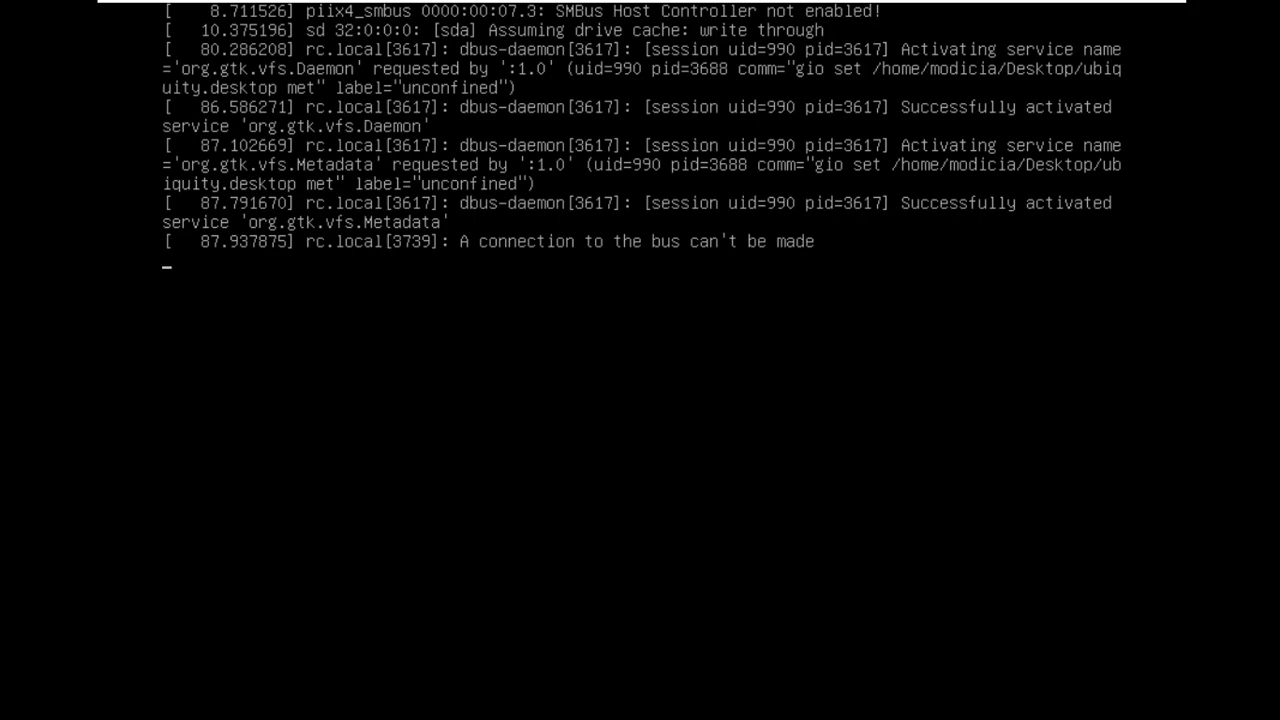 [    8.711526] piix4_smbus 0000:00:07.3: SMBus Host Controller not enabled!
[   10.375196] sd 32:0:0:0: [sda] Assuming drive cache: write through
[   80.286208] rc.local[3617]: dbus-daemon[3617]: [session uid=990 pid=3617] Activating service name
='org.gtk.vfs.Daemon' requested by ':1.0' (uid=990 pid=3688 comm="gio set /home/modicia/Desktop/ubiq
uity.desktop met" label="unconfined")
[   86.586271] rc.local[3617]: dbus-daemon[3617]: [session uid=990 pid=3617] Successfully activated
service 'org.gtk.vfs.Daemon'
[   87.102669] rc.local[3617]: dbus-daemon[3617]: [session uid=990 pid=3617] Activating service name
='org.gtk.vfs.Metadata' requested by ':1.0' (uid=990 pid=3688 comm="gio set /home/modicia/Desktop/ub
iquity.desktop met" label="unconfined")
[   87.791670] rc.local[3617]: dbus-daemon[3617]: [session uid=990 pid=3617] Successfully activated
service 'org.gtk.vfs.Metadata'
[   87.937875] rc.local[3739]: A connection to the bus can't be made